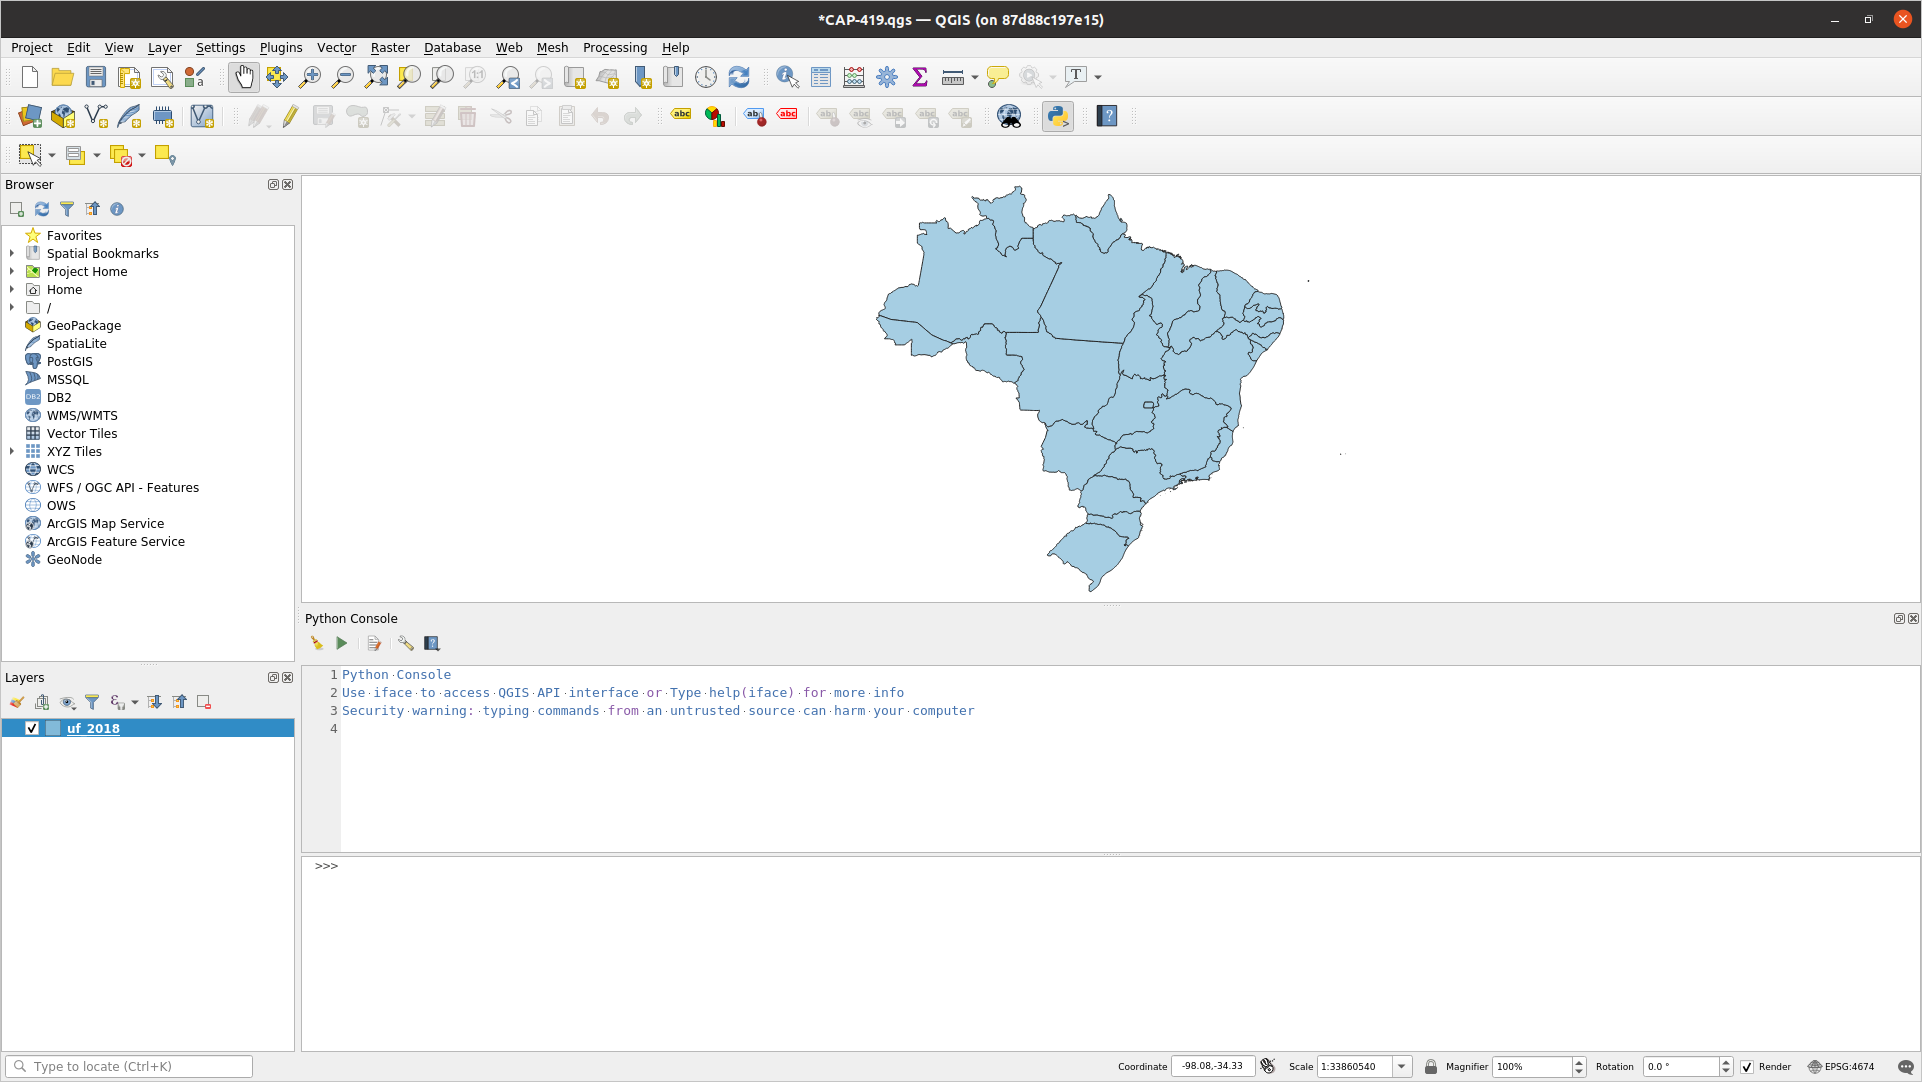 *CAP-419.qgs — QGIS (on 87d88c197e15)
Project Edit View Layer Settings Plugins Vector Raster Database Web Mesh Processing Help
Browser
Favorites
Spatial Bookmarks
Project Home
Home
/
GeoPackage
SpatiaLite
PostGIS
MSSQL
DB2
WMS/WMTS
Vector Tiles
XYZ Tiles
WCS
WFS / OGC API - Features
OWS
ArcGIS Map Service
ArcGIS Feature Service
GeoNode
Layers
uf_2018
Python Console
1 Python Console
2 Use iface to access QGIS API interface or Type help(iface) for more info
3 Security warning: typing commands from an untrusted source can harm your computer
4
>>>
Type to locate (Ctrl+K)
Coordinate -98.08,-34.33 Scale 1:33860540 Magnifier 100% Rotation 0.0 ° Render EPSG:4674